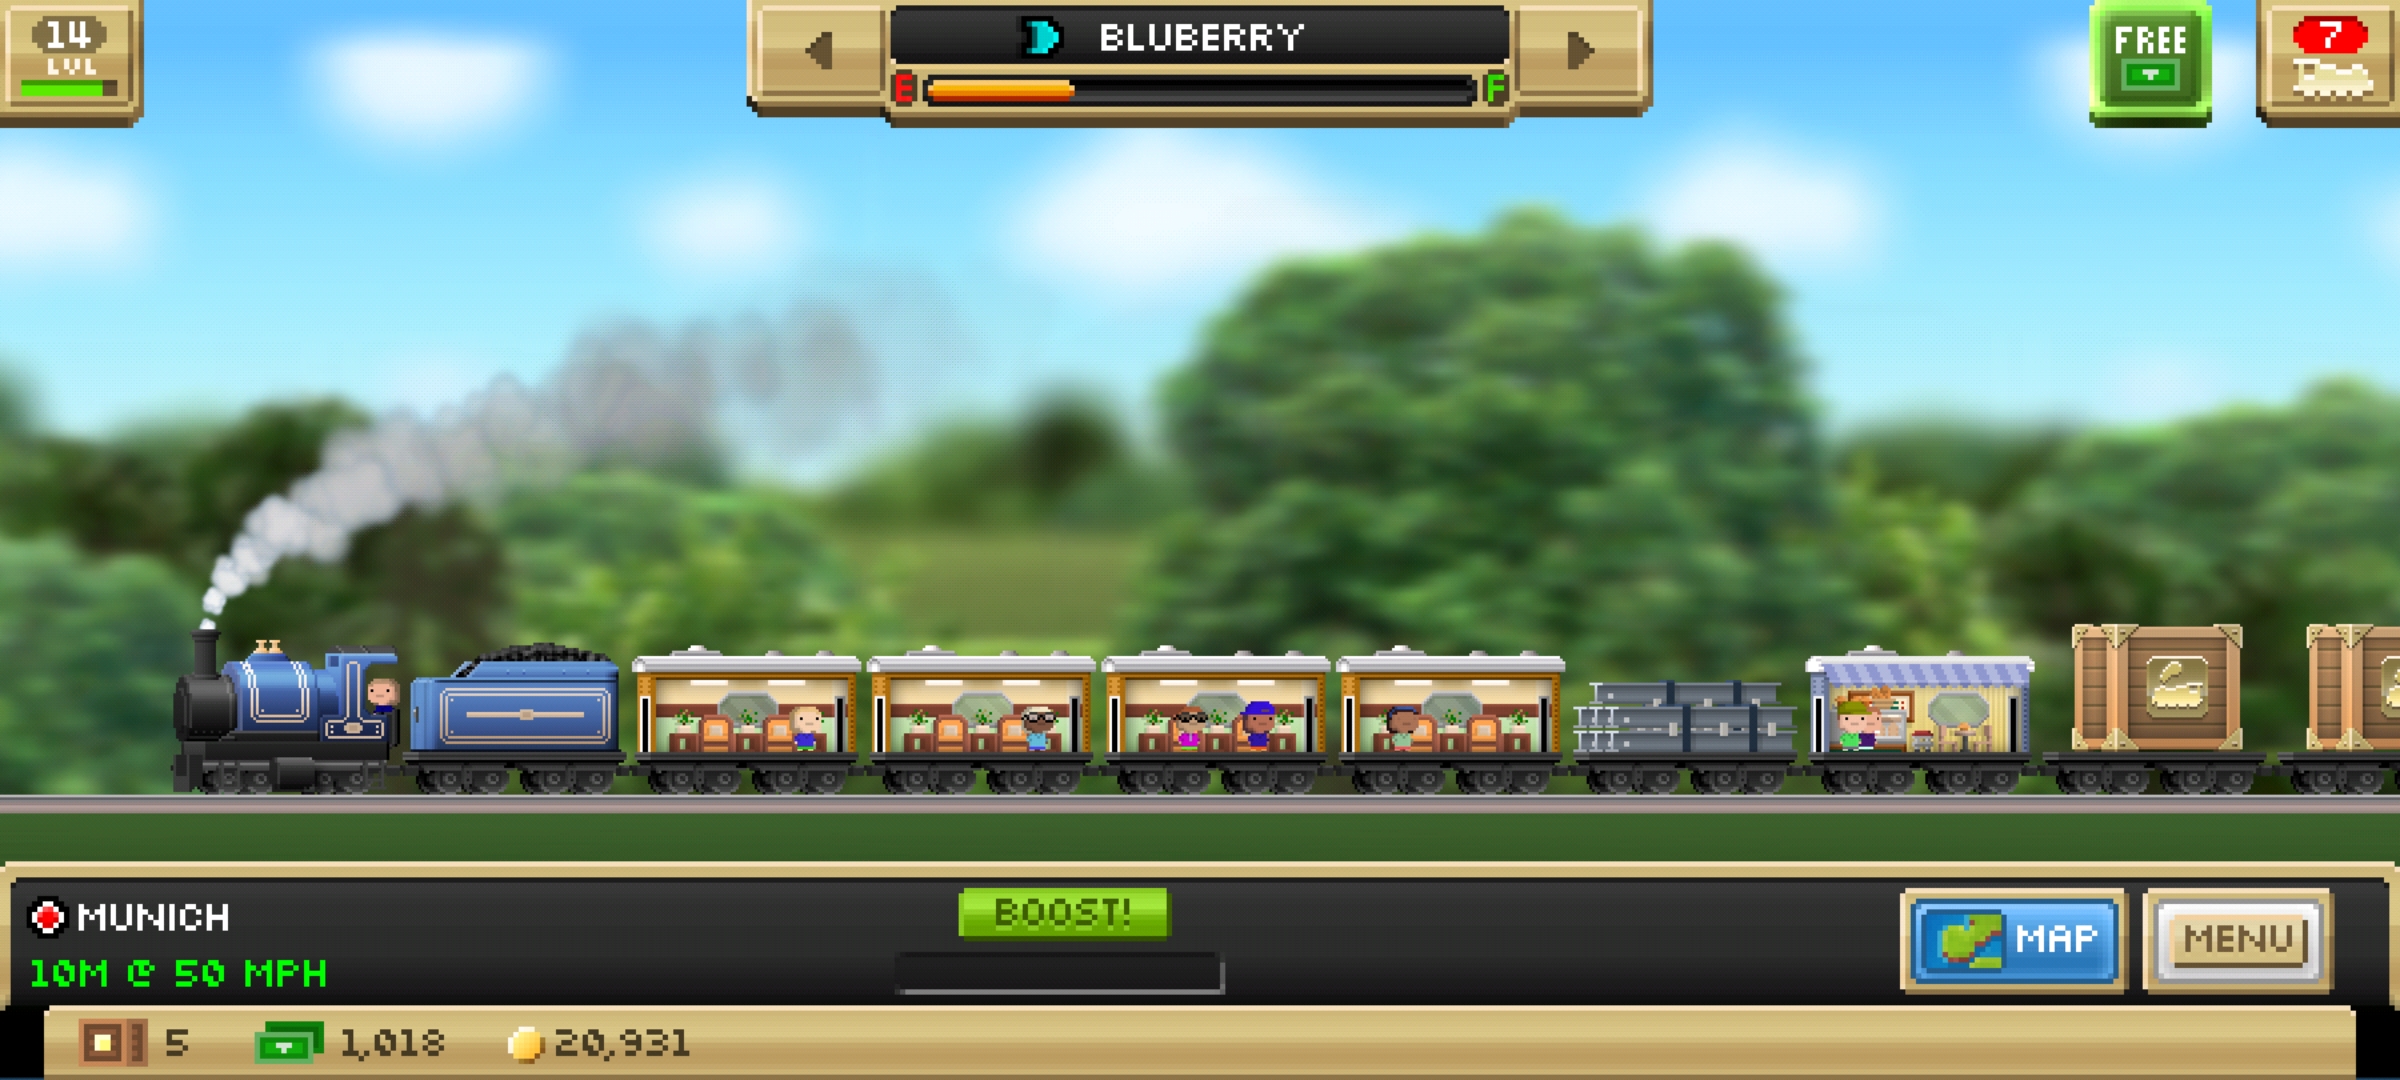 14
LVL
BLUBERRY
E F
FREE
7
MUNICH
10M @ 50 MPH
BOOST!
MAP
MENU
5 1,018 20,931